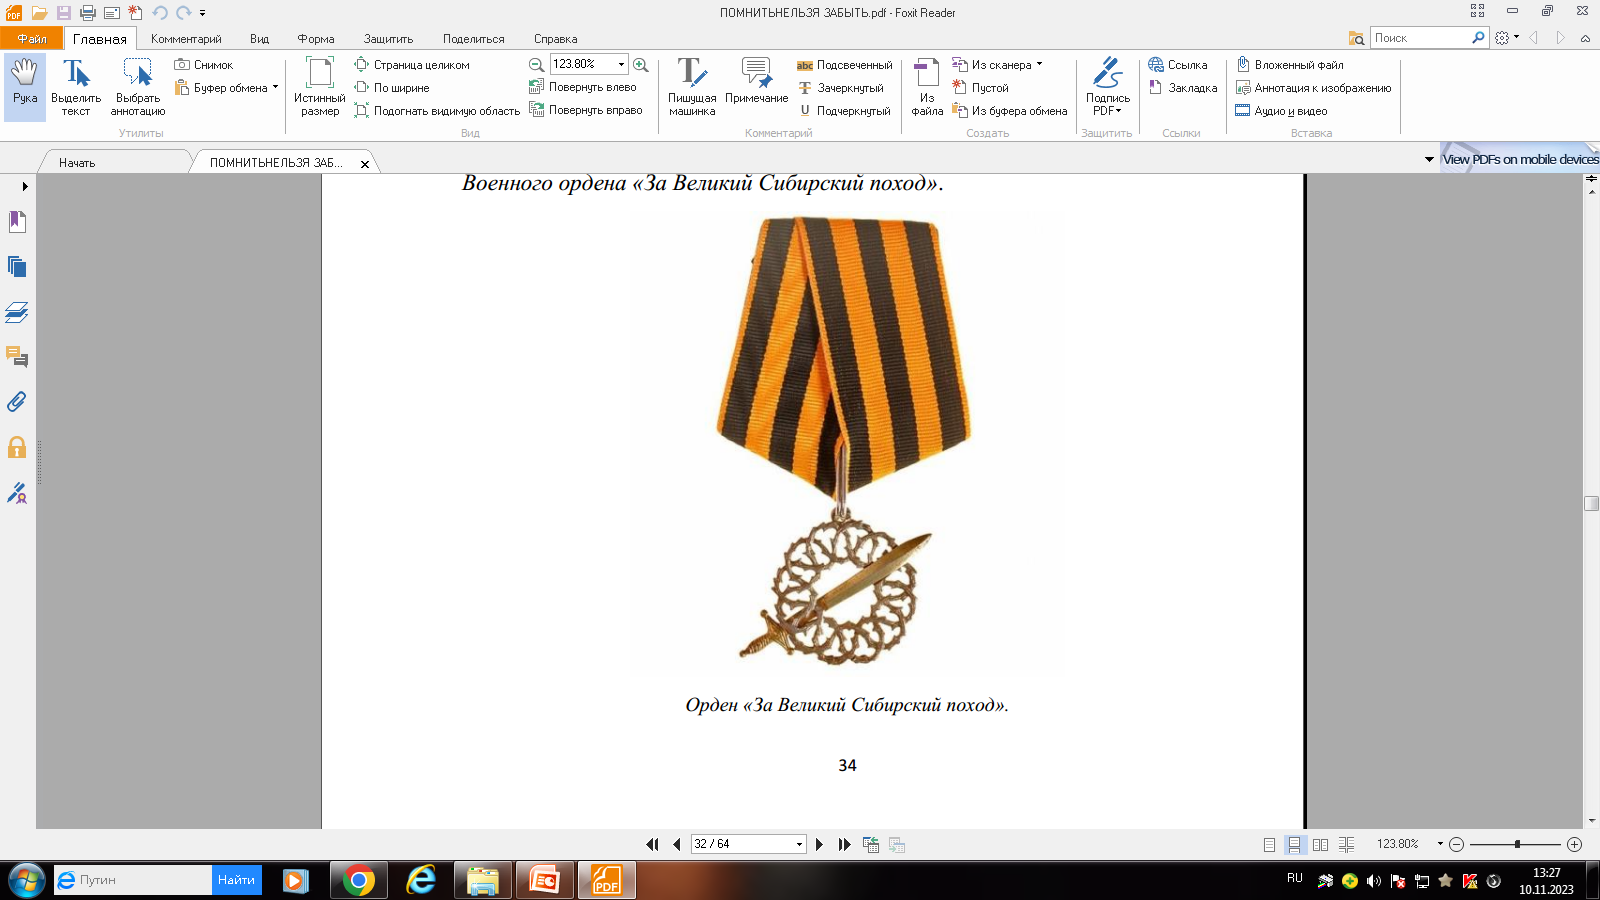 ПОМНИТЬНЕЛЬЗЯ ЗАБЫТЬ.pdf - Foxit Reader
Файл Главная Комментарий Вид Форма Защитить Поделиться Справка Поиск
Рука
Выделить текст
Выбрать аннотацию
Снимок
Буфер обмена
Утилиты
Истинный размер
Страница целиком
По ширине
Подогнать видимую область
123.80%
Повернуть влево
Повернуть вправо
Вид
Пишущая машинка
Примечание
abc Подсвеченный
Зачеркнутый
Подчеркнутый
Комментарий
Из файла
Из сканера
Пустой
Из буфера обмена
Создать
Подпись PDF
Защитить
Ссылка
Закладка
Ссылки
Вложенный файл
Аннотация к изображению
Аудио и видео
Вставка
Начать
ПОМНИТЬНЕЛЬЗЯ ЗАБ...
View PDFs on mobile devices
Военного ордена «За Великий Сибирский поход».
Орден «За Великий Сибирский поход».
34
32 / 64
123.80%
Путин
Найти
PDF
RU
13:27
10.11.2023